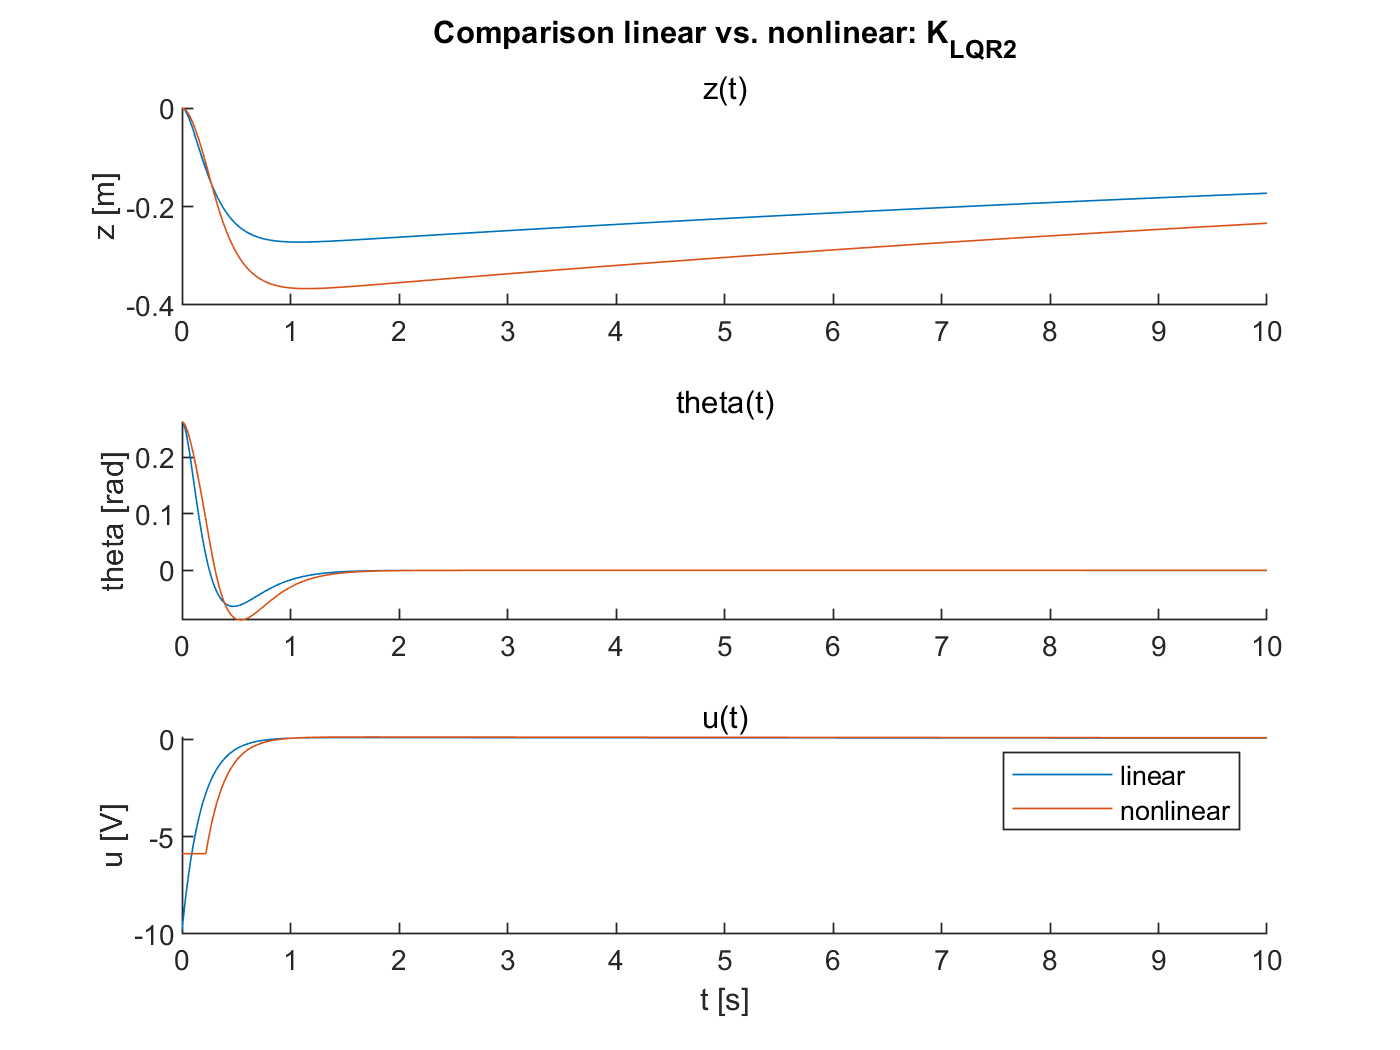 Comparison linear vs. nonlinear: K_LQR2
z(t)
z [m]
0
-0.2
-0.4
0 1 2 3 4 5 6 7 8 9 10
theta(t)
theta [rad]
0.2
0.1
0
0 1 2 3 4 5 6 7 8 9 10
u(t)
u [V]
0
-5
-10
linear
nonlinear
0 1 2 3 4 5 6 7 8 9 10
t [s]